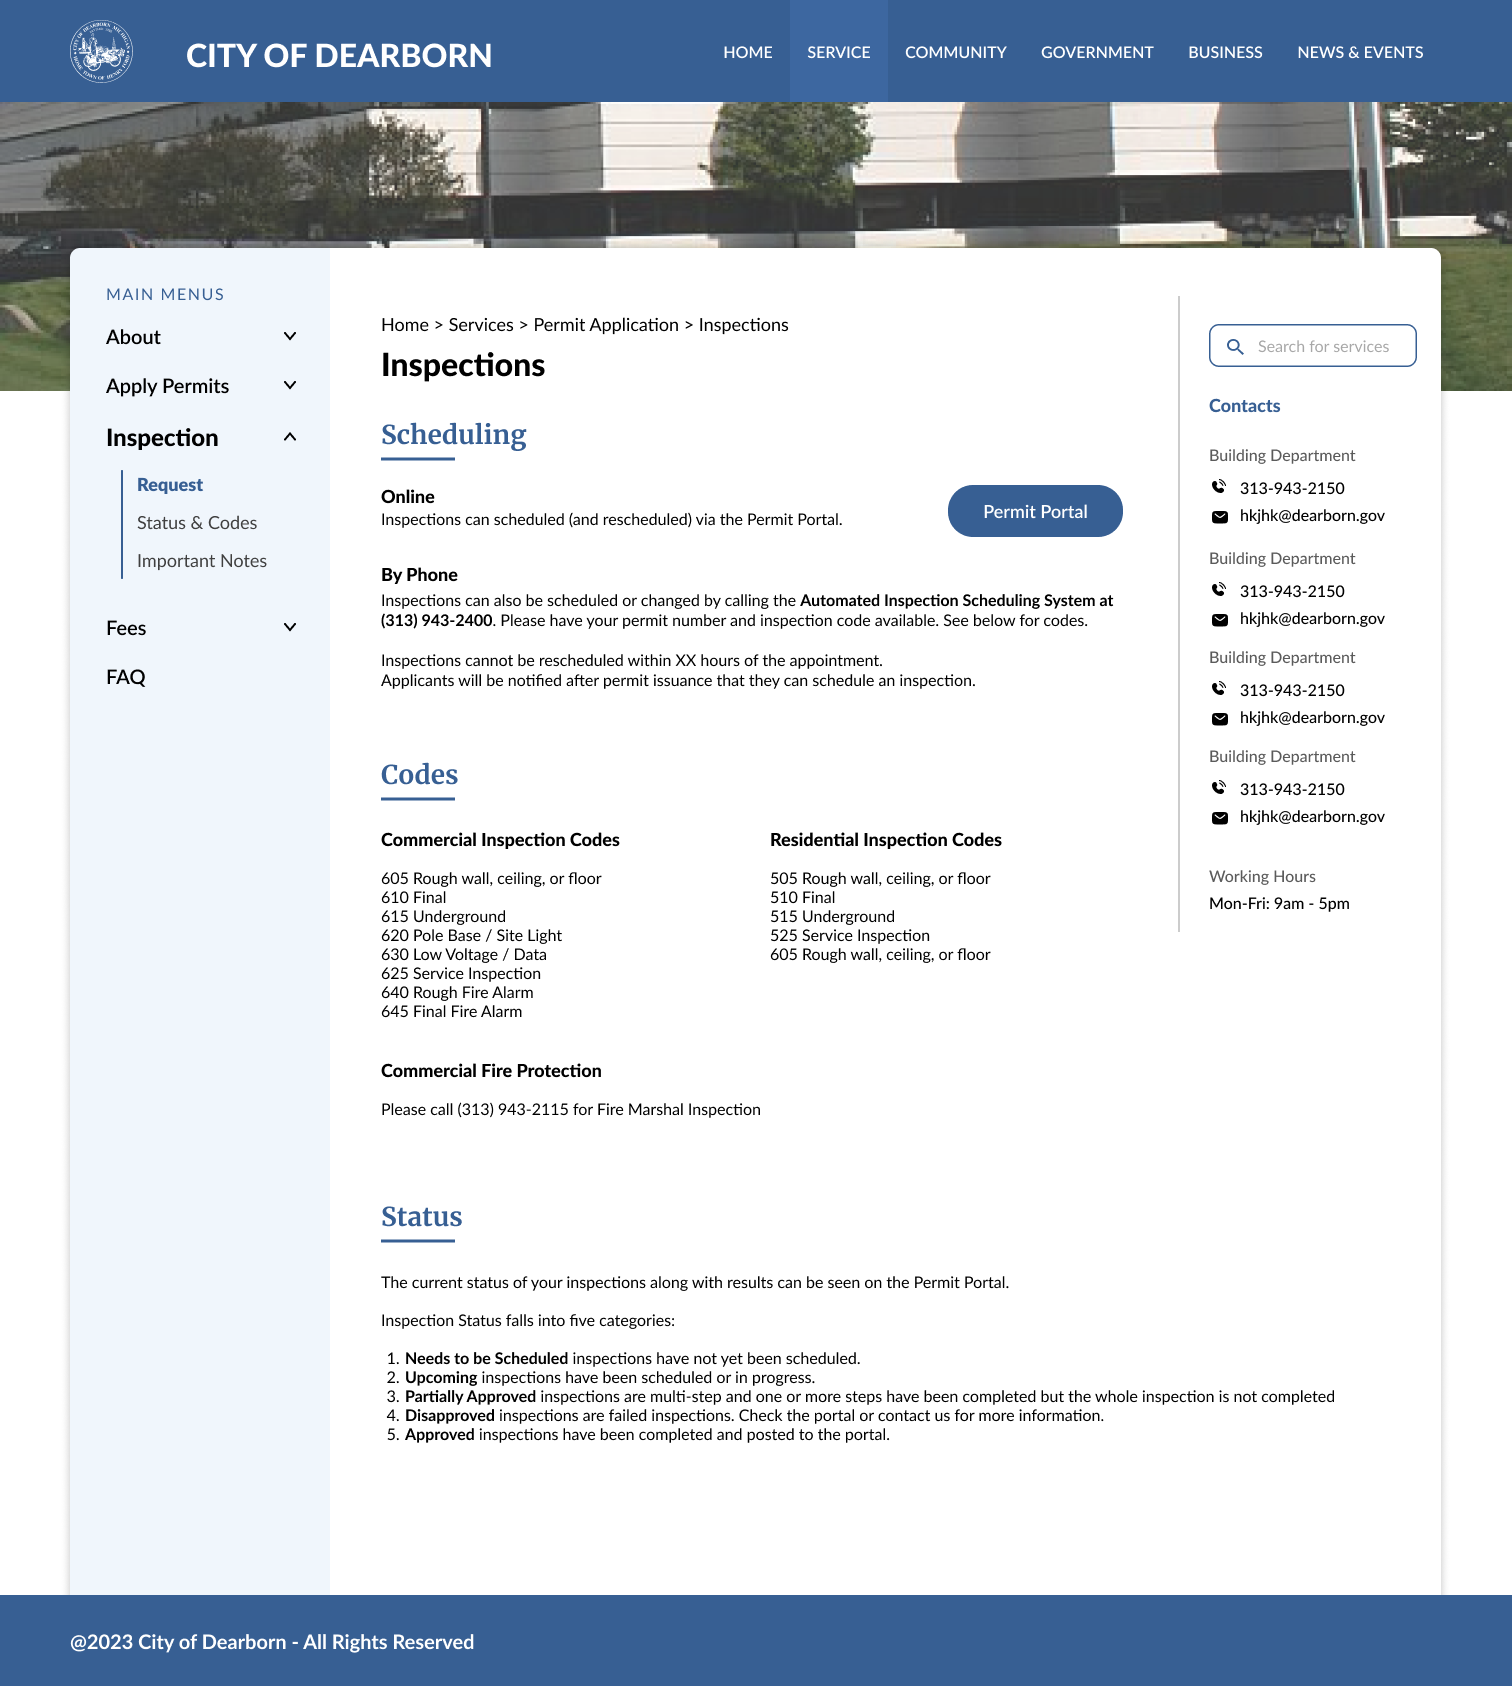 CITY OF DEARBORN
HOME
SERVICE
COMMUNITY
GOVERNMENT
BUSINESS
NEWS & EVENTS
MAIN MENUS
About
Apply Permits
Inspection
Request
Status & Codes
Important Notes
Fees
FAQ
Home > Services > Permit Application > Inspections
Inspections
Scheduling
Online
Inspections can scheduled (and rescheduled) via the Permit Portal.
Permit Portal
By Phone
Inspections can also be scheduled or changed by calling the Automated Inspection Scheduling System at
(313) 943-2400. Please have your permit number and inspection code available. See below for codes.
Inspections cannot be rescheduled within XX hours of the appointment.
Applicants will be notified after permit issuance that they can schedule an inspection.
Codes
Commercial Inspection Codes
605 Rough wall, ceiling, or floor
610 Final
615 Underground
620 Pole Base / Site Light
630 Low Voltage / Data
625 Service Inspection
640 Rough Fire Alarm
645 Final Fire Alarm
Residential Inspection Codes
505 Rough wall, ceiling, or floor
510 Final
515 Underground
525 Service Inspection
605 Rough wall, ceiling, or floor
Commercial Fire Protection
Please call (313) 943-2115 for Fire Marshal Inspection
Status
The current status of your inspections along with results can be seen on the Permit Portal.
Inspection Status falls into five categories:
1. Needs to be Scheduled inspections have not yet been scheduled.
2. Upcoming inspections have been scheduled or in progress.
3. Partially Approved inspections are multi-step and one or more steps have been completed but the whole inspection is not completed
4. Disapproved inspections are failed inspections. Check the portal or contact us for more information.
5. Approved inspections have been completed and posted to the portal.
Search for services
Contacts
Building Department
313-943-2150
hkjhk@dearborn.gov
Building Department
313-943-2150
hkjhk@dearborn.gov
Building Department
313-943-2150
hkjhk@dearborn.gov
Building Department
313-943-2150
hkjhk@dearborn.gov
Working Hours
Mon-Fri: 9am - 5pm
@2023 City of Dearborn - All Rights Reserved